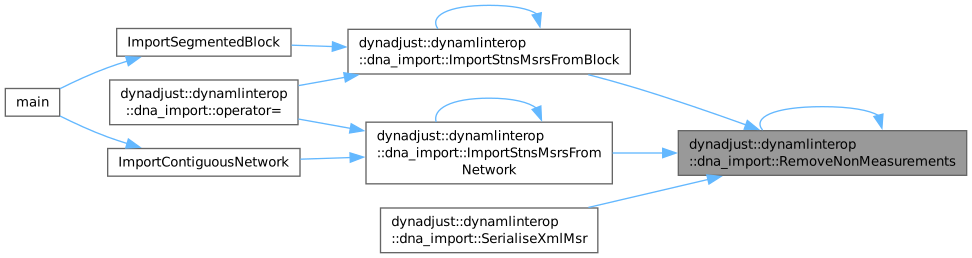 main
ImportSegmentedBlock
dynadjust::dynamlinterop
::dna_import::operator=
ImportContiguousNetwork
dynadjust::dynamlinterop
::dna_import::ImportStnsMsrsFromBlock
dynadjust::dynamlinterop
::dna_import::ImportStnsMsrsFrom
Network
dynadjust::dynamlinterop
::dna_import::SerialiseXmlMsr
dynadjust::dynamlinterop
::dna_import::RemoveNonMeasurements